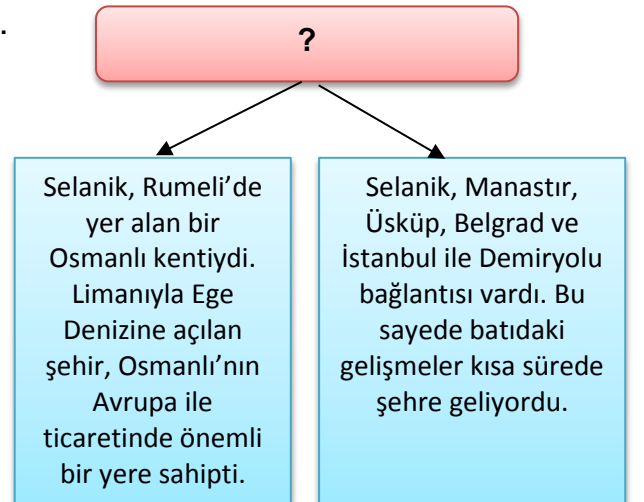 .
?
Selanik, Rumeli’de
yer alan bir
Osmanlı kentiydi.
Limanıyla Ege
Denizine açılan
şehir, Osmanlı’nın
Avrupa ile
ticaretinde önemli
bir yere sahipti.
Selanik, Manastır,
Üsküp, Belgrad ve
İstanbul ile Demiryolu
bağlantısı vardı. Bu
sayede batıdaki
gelişmeler kısa sürede
şehre geliyordu.